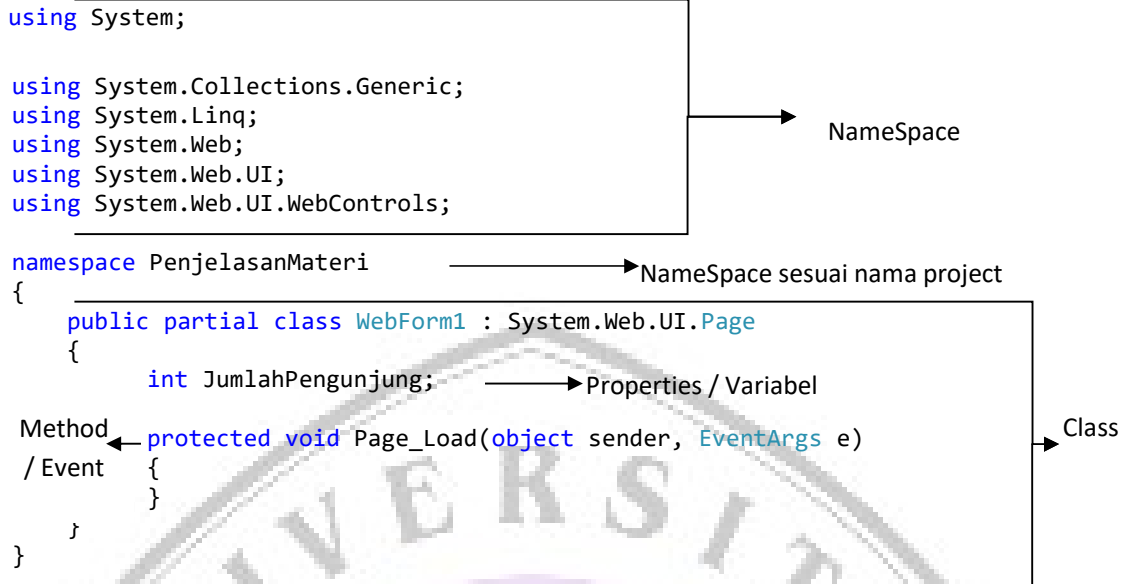 using System;
using System.Collections.Generic;
using System.Linq;
using System.Web;
using System.Web.UI;
using System.Web.UI.WebControls;
NameSpace
namespace PenjelasanMateri
NameSpace sesuai nama project
{
public partial class WebForm1 : System.Web.UI.Page
{
int JumlahPengunjung;
Properties / Variabel
Method
/ Event
protected void Page_Load(object sender, EventArgs e)
Class
{
}
}
}
IVERSIT